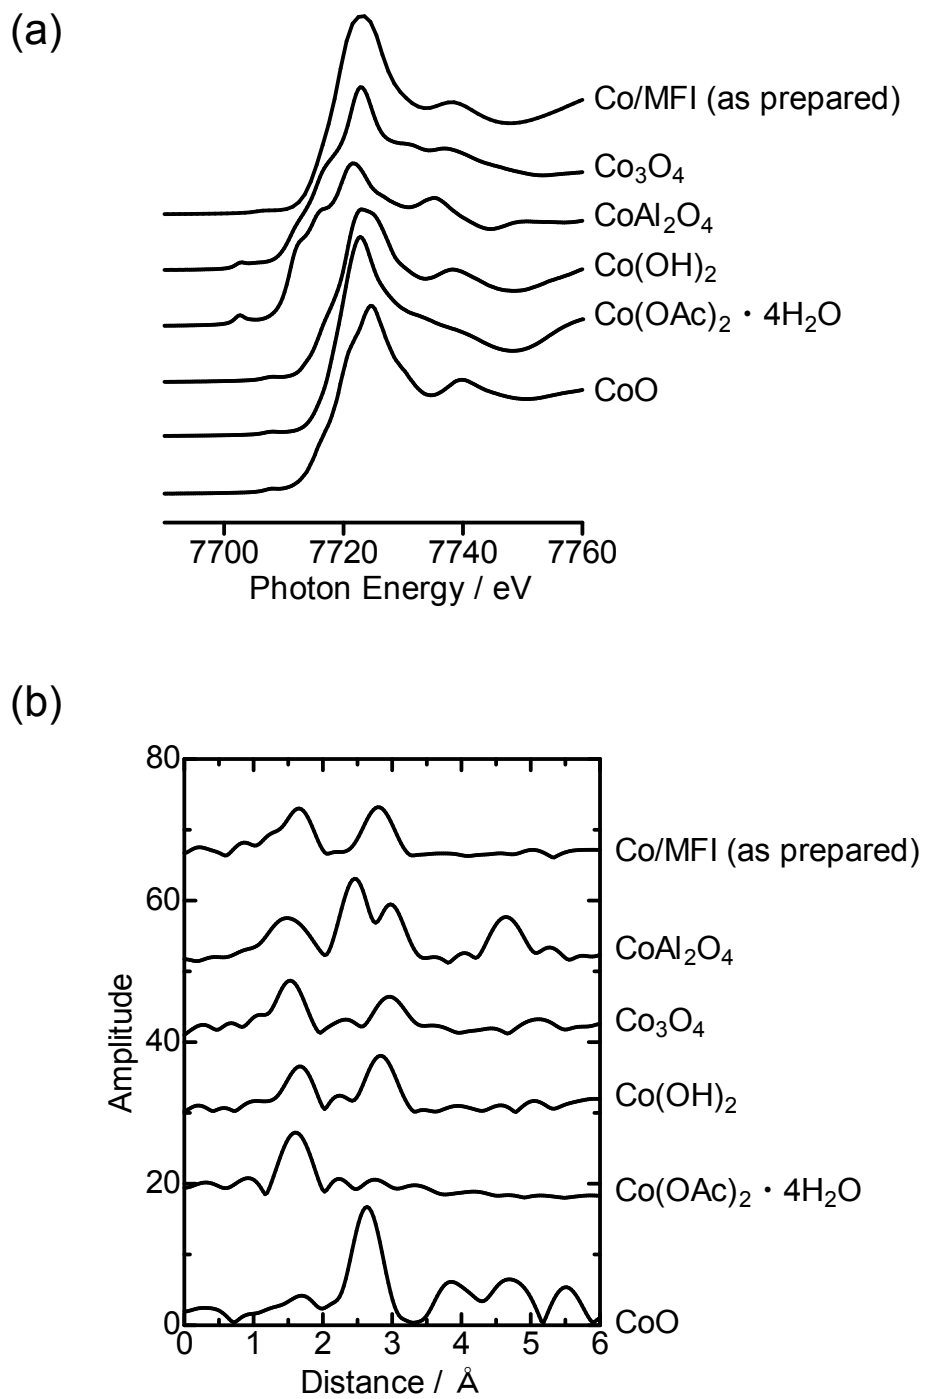 (a)
Co/MFI (as prepared)
Co₃O₄
CoAl₂O₄
Co(OH)₂
Co(OAc)₂・4H₂O
CoO
7700 7720 7740 7760
Photon Energy / eV
(b)
80
60
40
20
0
Amplitude
Co/MFI (as prepared)
CoAl₂O₄
Co₃O₄
Co(OH)₂
Co(OAc)₂・4H₂O
CoO
0 1 2 3 4 5 6
Distance / Å